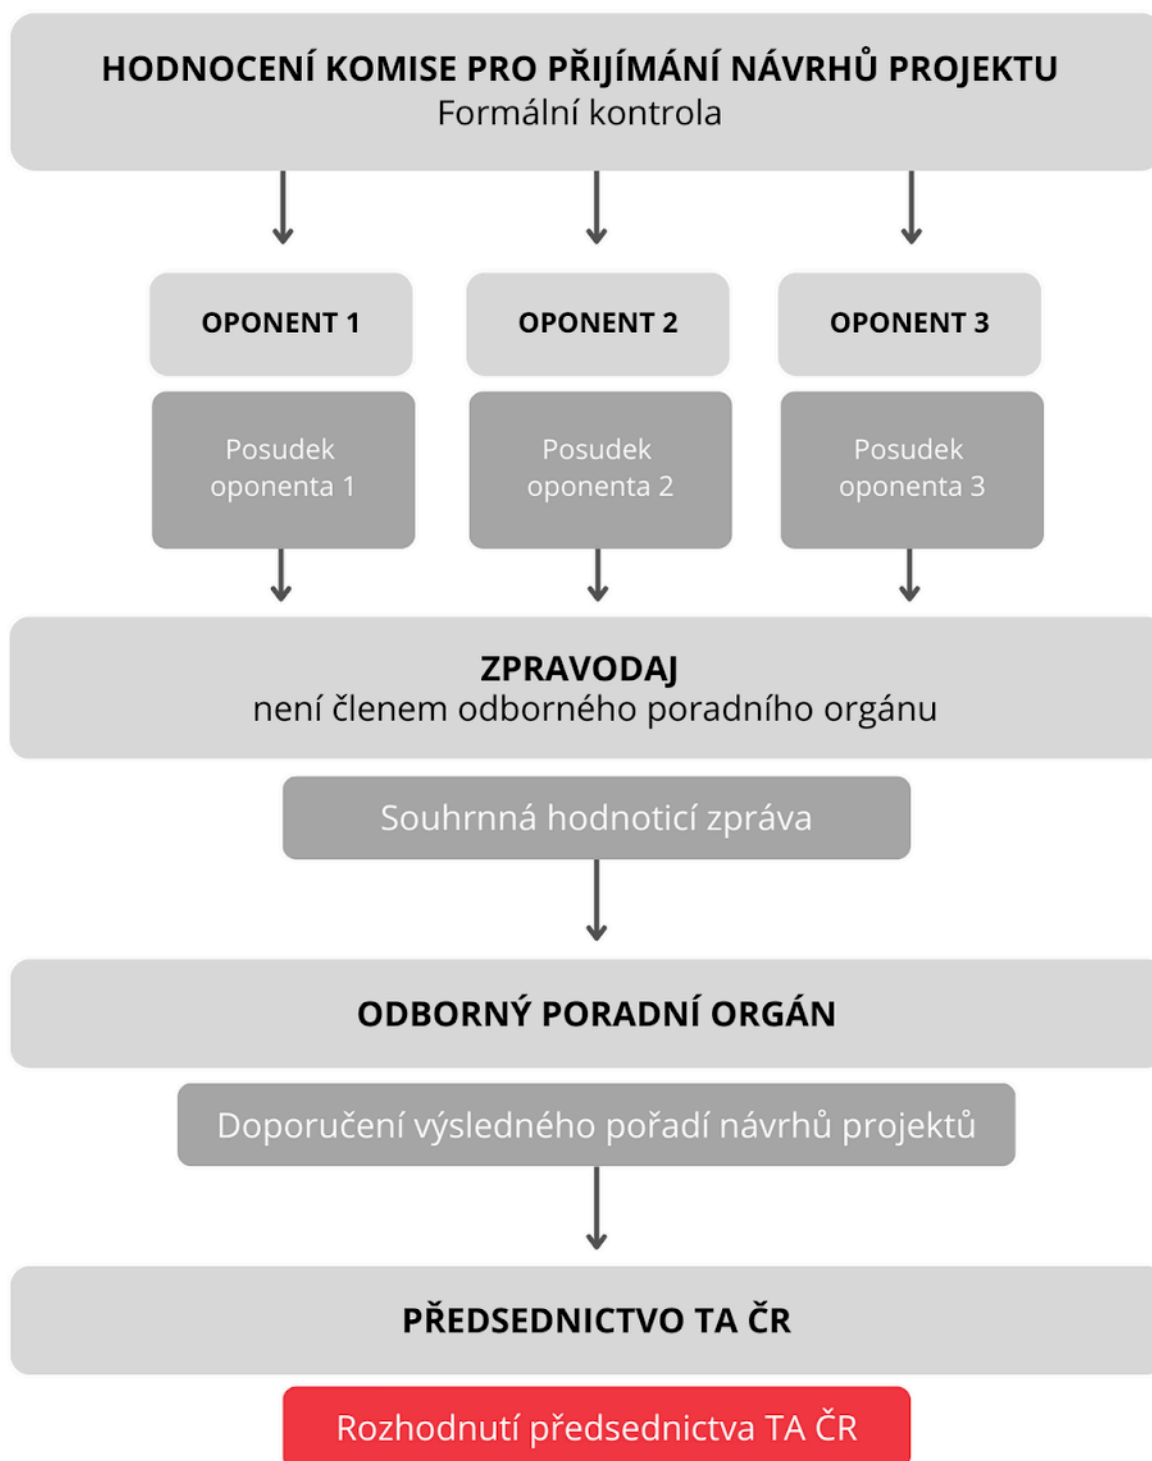 HODNOCENÍ KOMISE PRO PŘIJÍMÁNÍ NÁVRHŮ PROJEKTU
Formální kontrola
OPONENT 1
OPONENT 2
OPONENT 3
Posudek
oponenta 1
Posudek
oponenta 2
Posudek
oponenta 3
ZPRAVODAJ
není členem odborného poradního orgánu
Souhrnná hodnoticí zpráva
ODBORNÝ PORADNÍ ORGÁN
Doporučení výsledného pořadí návrhů projektů
PŘEDSEDNICTVO TA ČR
Rozhodnutí předsednictva TA ČR